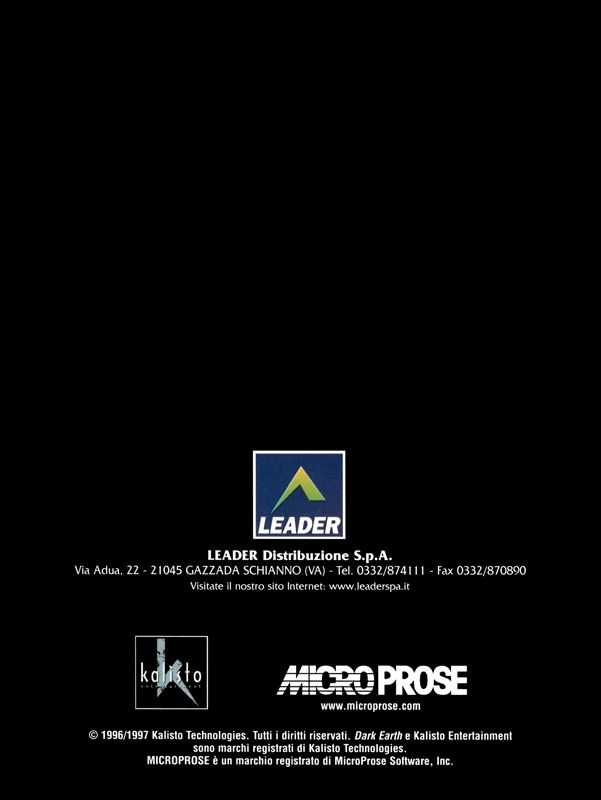 LEADER
LEADER Distribuzione S.p.A.
Via Adua, 22 - 21045 GAZZADA SCHIANNO (VA) - Tel. 0332/874111 - Fax 0332/870890
Visitate il nostro sito Internet: www.leaderspa.it
kalisto
entertainment
MICROPROSE
www.microprose.com
© 1996/1997 Kalisto Technologies. Tutti i diritti riservati. Dark Earth e Kalisto Entertainment
sono marchi registrati di Kalisto Technologies.
MICROPROSE è un marchio registrato di MicroProse Software, Inc.